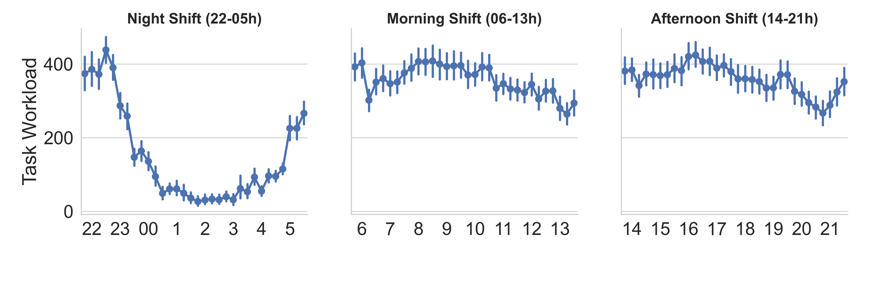 Night Shift (22-05h)
Morning Shift (06-13h)
Afternoon Shift (14-21h)
Task Workload
400
200
0
22 23 00 1 2 3 4 5
6 7 8 9 10 11 12 13
14 15 16 17 18 19 20 21